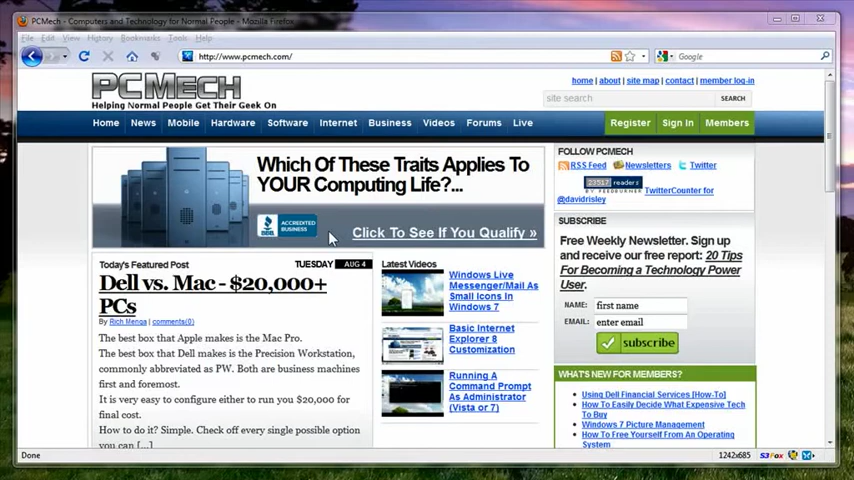 PCMech - Computers and Technology for Normal People - Mozilla Firefox
File Edit View History Bookmarks Tools Help
http://www.pcmech.com/
Google
PCMECH
Helping Normal People Get Their Geek On
home | about | site map | contact | member log-in
site search SEARCH
Home News Mobile Hardware Software Internet Business Videos Forums Live Register Sign In Members
Which Of These Traits Applies To
YOUR Computing Life?...
BBB ACCREDITED BUSINESS
Click To See If You Qualify »
FOLLOW PCMECH
RSS Feed Newsletters Twitter
23517 readers
BY FEEDBURNER
TwitterCounter for
@davidrisley
SUBSCRIBE
Free Weekly Newsletter. Sign up
and receive our free report: 20 Tips
For Becoming a Technology Power
User.
NAME: first name
EMAIL: enter email
subscribe
Today's Featured Post
TUESDAY AUG 4
Dell vs. Mac - $20,000+
PCs
By Rich Menga | comments(0)
The best box that Apple makes is the Mac Pro.
The best box that Dell makes is the Precision Workstation,
commonly abbreviated as PW. Both are business machines
first and foremost.
It is very easy to configure either to run you $20,000 for
final cost.
How to do it? Simple. Check off every single possible option
you can [...]
Latest Videos
Windows Live
Messenger/Mail As
Small Icons In
Windows 7
Basic Internet
Explorer 8
Customization
Running A
Command Prompt
As Administrator
(Vista or 7)
WHAT'S NEW FOR MEMBERS?
Using Dell Financial Services [How-To]
How To Easily Decide What Expensive Tech
To Buy
Windows 7 Picture Management
How To Free Yourself From An Operating
System
Done
1242x685
S3Fox